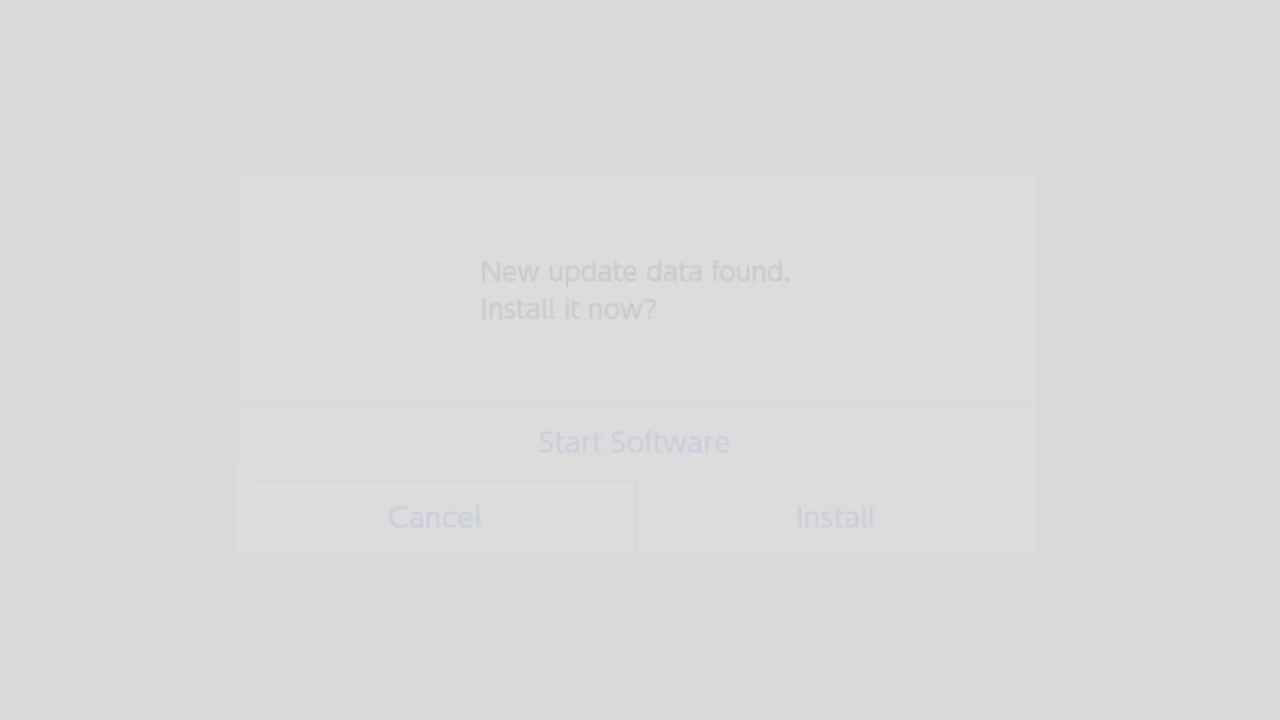 New update data found.
Install it now?
Start Software
Cancel
Install